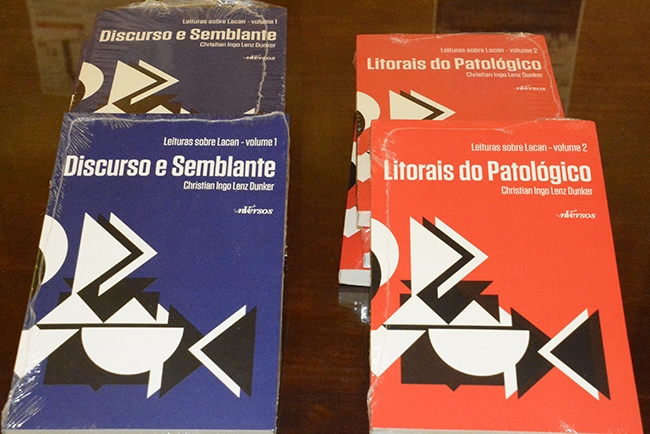 Leituras sobre Lacan - volume 1
Discurso e Semblante
Christian Ingo Lenz Dunker
nVersos
Leituras sobre Lacan - volume 2
Litorais do Patológico
Christian Ingo Lenz Dunker
nVersos
Leituras sobre Lacan - volume 1
Discurso e Semblante
Christian Ingo Lenz Dunker
nVersos
Leituras sobre Lacan - volume 2
Litorais do Patológico
Christian Ingo Lenz Dunker
nVersos